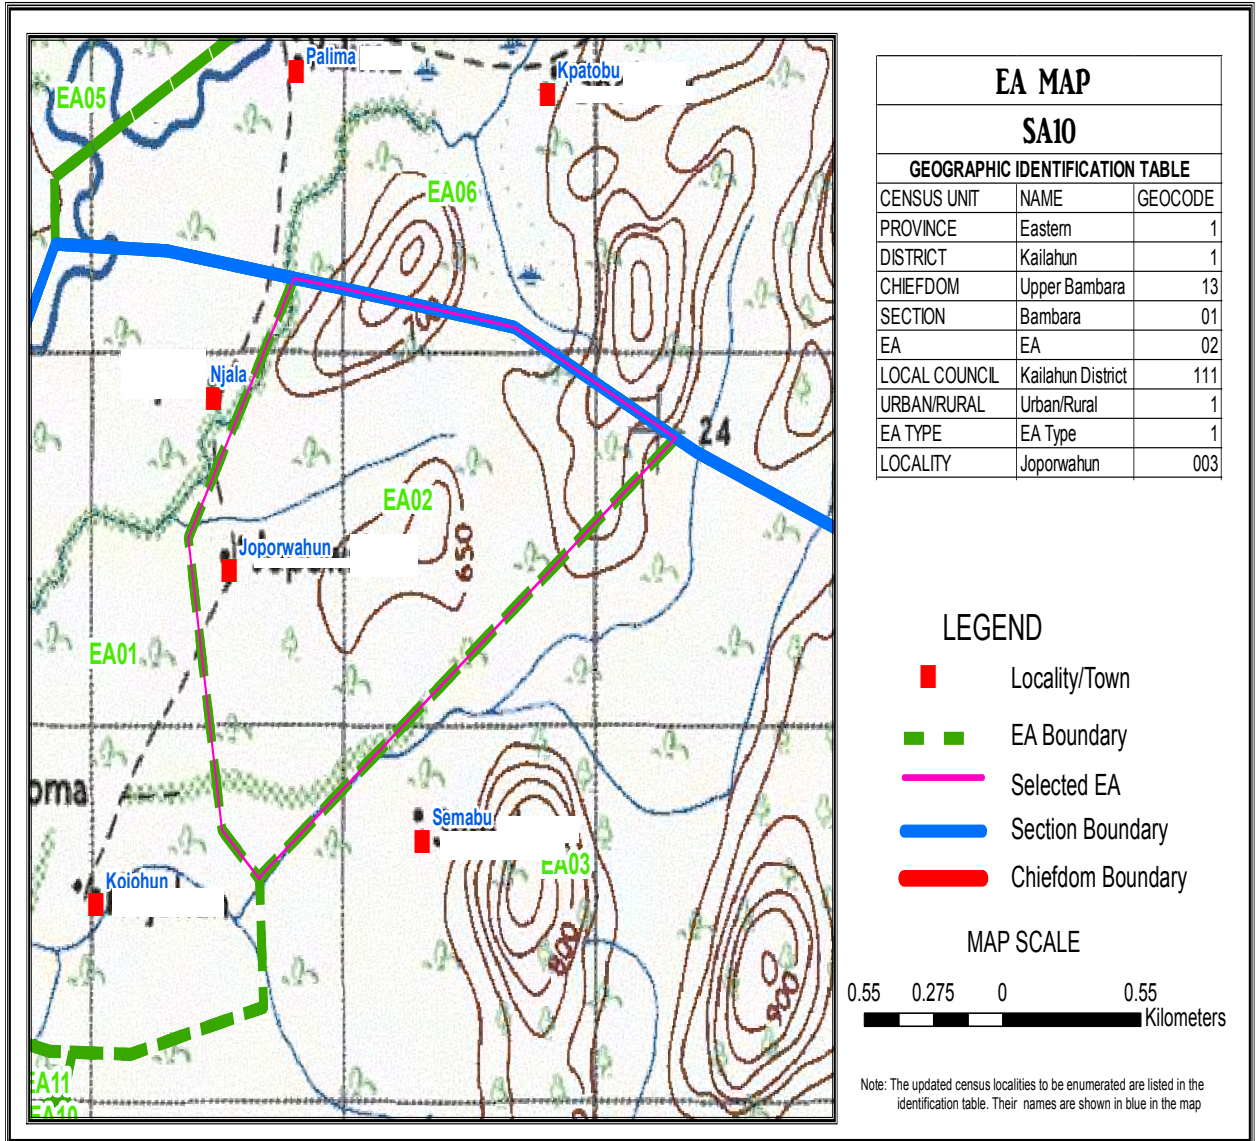 Palima
Kpatobu
EA05
EA06
Njala
24
EA02
650
Joporwahun
EA01
oma
Semabu
EA03
Kojohun
800
900
EA11
EA10
EA MAP
SA10
GEOGRAPHIC IDENTIFICATION TABLE
CENSUS UNIT NAME GEOCODE
PROVINCE Eastern 1
DISTRICT Kailahun 1
CHIEFDOM Upper Bambara 13
SECTION Bambara 01
EA EA 02
LOCAL COUNCIL Kailahun District 111
URBAN/RURAL Urban/Rural 1
EA TYPE EA Type 1
LOCALITY Joporwahun 003
LEGEND
Locality/Town
EA Boundary
Selected EA
Section Boundary
Chiefdom Boundary
MAP SCALE
0.55 0.275 0 0.55
Kilometers
Note: The updated census localities to be enumerated are listed in the
identification table. Their names are shown in blue in the map